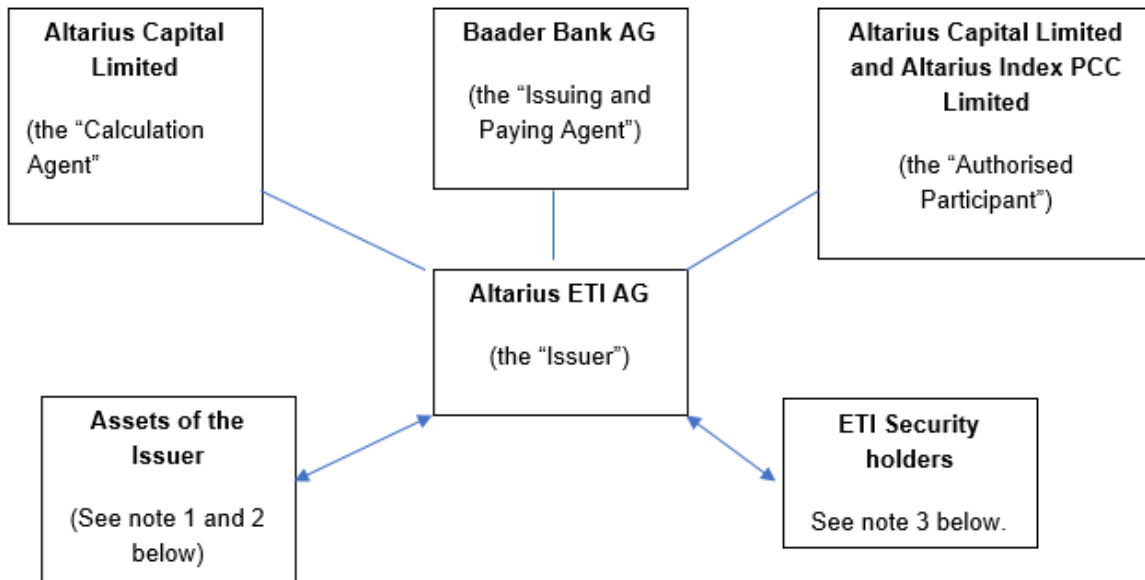 Altarius Capital
Limited
(the “Calculation
Agent”
Baader Bank AG
(the “Issuing and
Paying Agent”)
Altarius Capital Limited
and Altarius Index PCC
Limited
(the “Authorised
Participant”)
Altarius ETI AG
(the “Issuer”)
Assets of the
Issuer
(See note 1 and 2
below)
ETI Security
holders
See note 3 below.